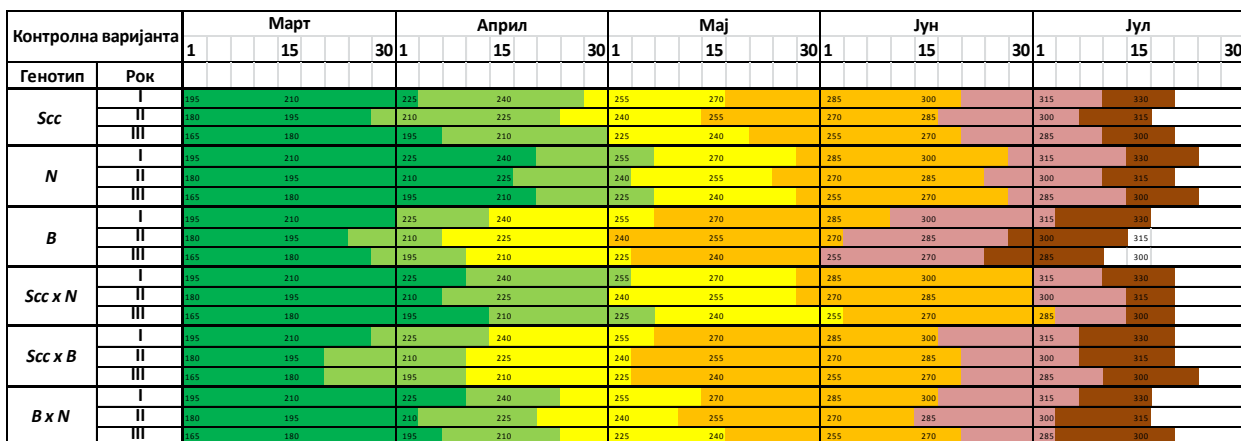 Контролна варијанта Март Април Мај Јун Јул
1 15 30 1 15 30 1 15 30 1 15 30 1 15 30
Генотип Рок
Scc I 195 210 225 240 255 270 285 300 315 330
II 180 195 210 225 240 255 270 285 300 315
III 165 180 195 210 225 240 255 270 285 300
N I 195 210 225 240 255 270 285 300 315 330
II 180 195 210 225 240 255 270 285 300 315
III 165 180 195 210 225 240 255 270 285 300
B I 195 210 225 240 255 270 285 300 315 330
II 180 195 210 225 240 255 270 285 300 315
III 165 180 195 210 225 240 255 270 285 300
Scc x N I 195 210 225 240 255 270 285 300 315 330
II 180 195 210 225 240 255 270 285 300 315
III 165 180 195 210 225 240 255 270 285 300
Scc x B I 195 210 225 240 255 270 285 300 315 330
II 180 195 210 225 240 255 270 285 300 315
III 165 180 195 210 225 240 255 270 285 300
B x N I 195 210 225 240 255 270 285 300 315 330
II 180 195 210 225 240 255 270 285 300 315
III 165 180 195 210 225 240 255 270 285 300